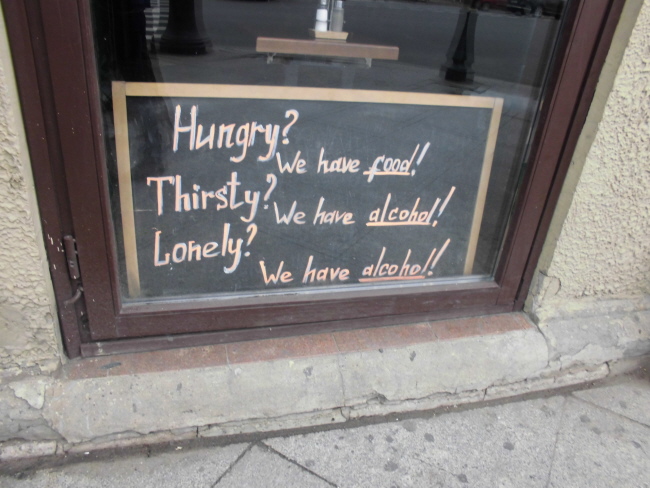 Hungry?
We have food!
Thirsty?
We have alcohol!
Lonely?
We have alcohol!